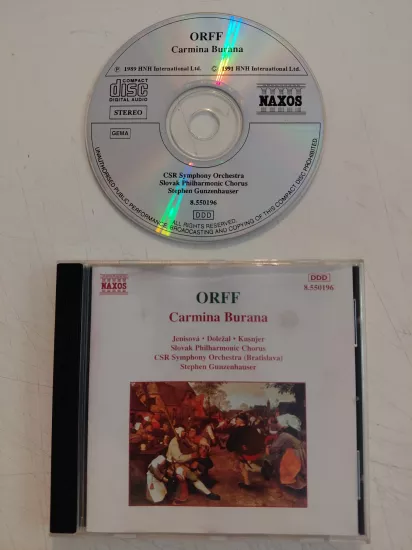 ORFF
Carmina Burana
℗ 1989 HNH International Ltd. © 1991 HNH International Ltd.
COMPACT
disc
DIGITAL AUDIO
NAXOS
STEREO
GEMA
CSR Symphony Orchestra
Slovak Philharmonic Chorus
Stephen Gunzenhauser
8.550196
DDD
ALL RIGHTS RESERVED.
UNAUTHORISED PUBLIC PERFORMANCE, BROADCASTING AND COPYING OF THIS COMPACT DISC PROHIBITED
NAXOS
DDD
8.550196
ORFF
Carmina Burana
Jenisová • Doležal • Kusnjer
Slovak Philharmonic Chorus
CSR Symphony Orchestra (Bratislava)
Stephen Gunzenhauser